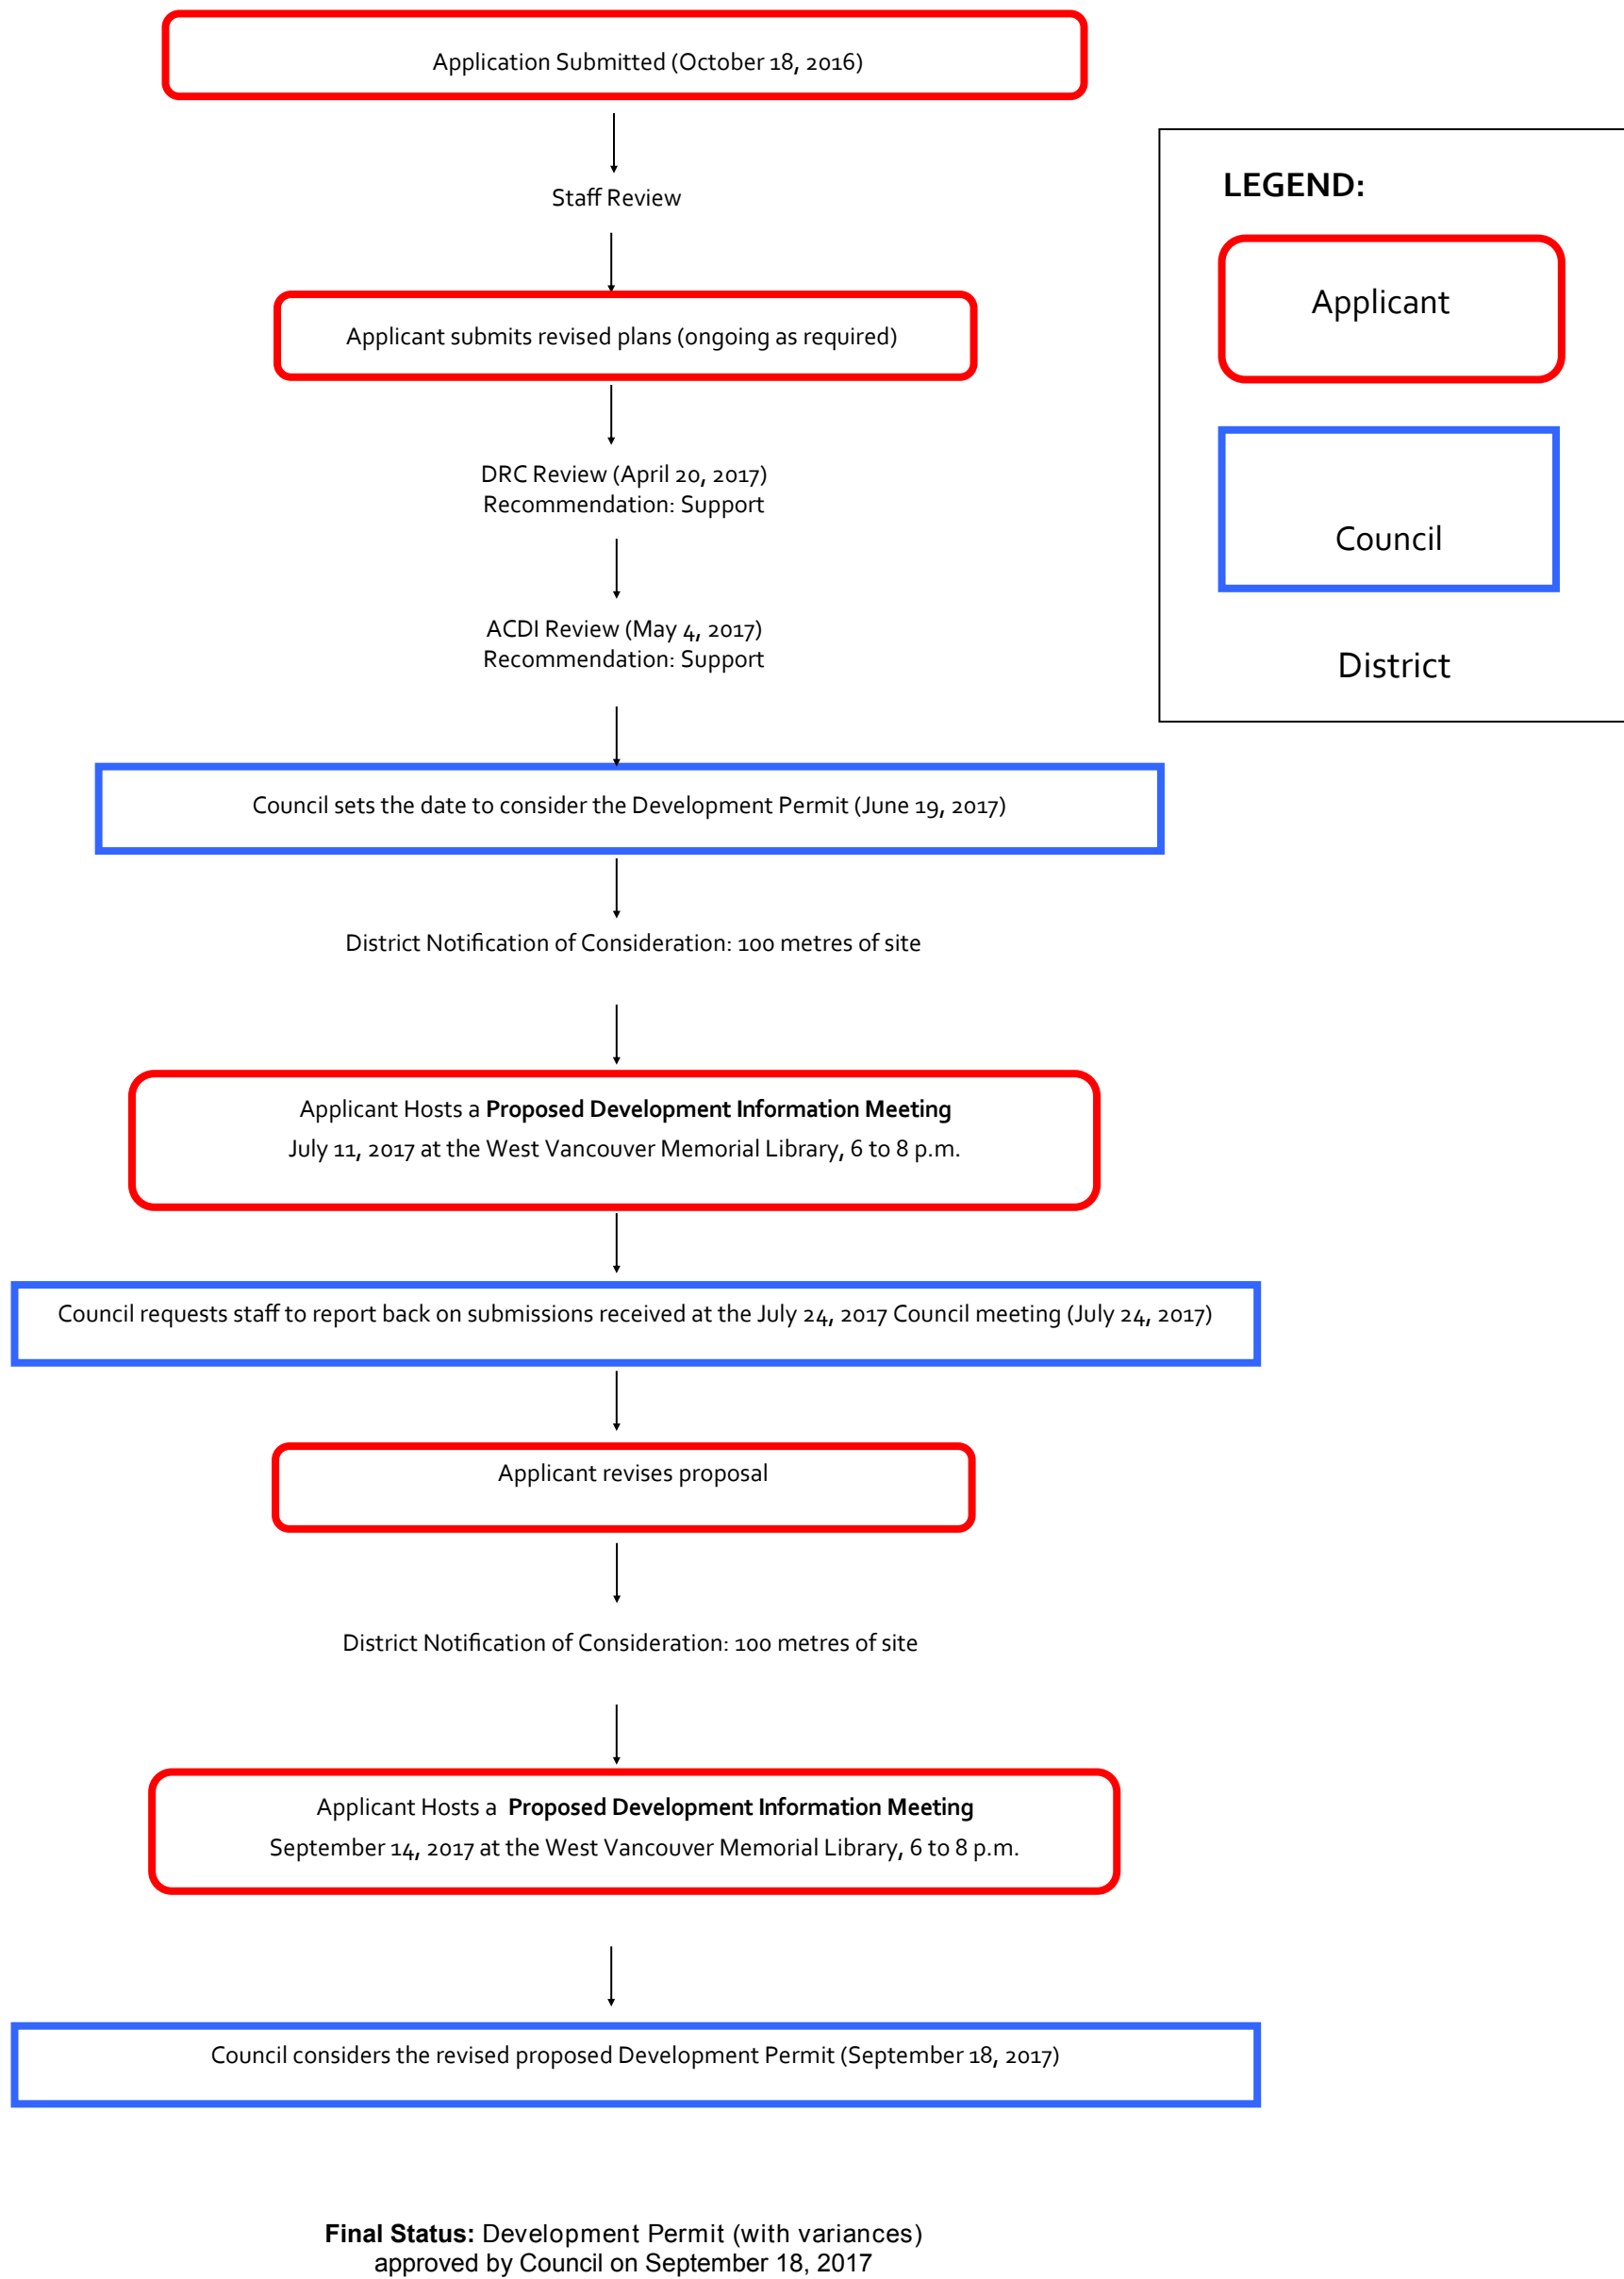 Application Submitted (October 18, 2016)
LEGEND:
Staff Review
Applicant
Applicant submits revised plans (ongoing as required)
DRC Review (April 20, 2017)
Recommendation: Support
Council
ACDI Review (May 4, 2017)
Recommendation: Support
District
Council sets the date to consider the Development Permit (June 19, 2017)
District Notification of Consideration: 100 metres of site
Applicant Hosts a Proposed Development Information Meeting
July 11, 2017 at the West Vancouver Memorial Library, 6 to 8 p.m.
Council requests staff to report back on submissions received at the July 24, 2017 Council meeting (July 24, 2017)
Applicant revises proposal
District Notification of Consideration: 100 metres of site
Applicant Hosts a Proposed Development Information Meeting
September 14, 2017 at the West Vancouver Memorial Library, 6 to 8 p.m.
Council considers the revised proposed Development Permit (September 18, 2017)
Final Status: Development Permit (with variances)
approved by Council on September 18, 2017